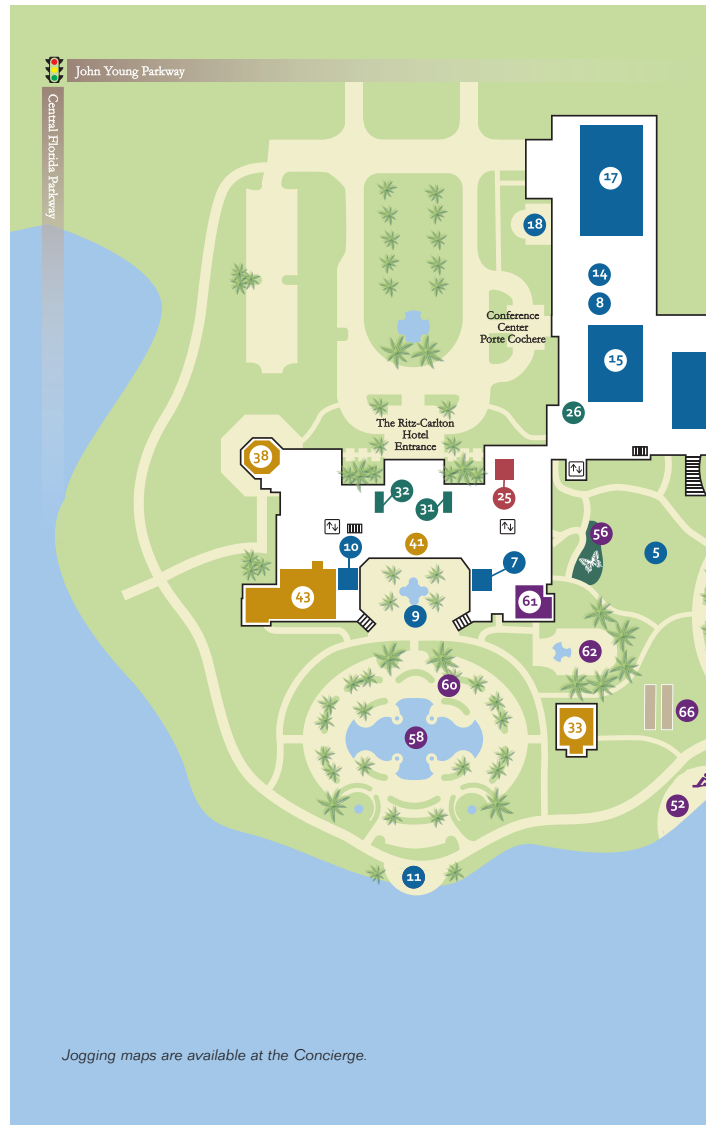 John Young Parkway
Central Florida Parkway
17
18
14
8
Conference
Center
Porte Cochere
15
26
The Ritz-Carlton
Hotel
Entrance
38
32
31
25
56
10
41
7
5
43
9
61
62
60
66
58
33
52
11
Jogging maps are available at the Concierge.